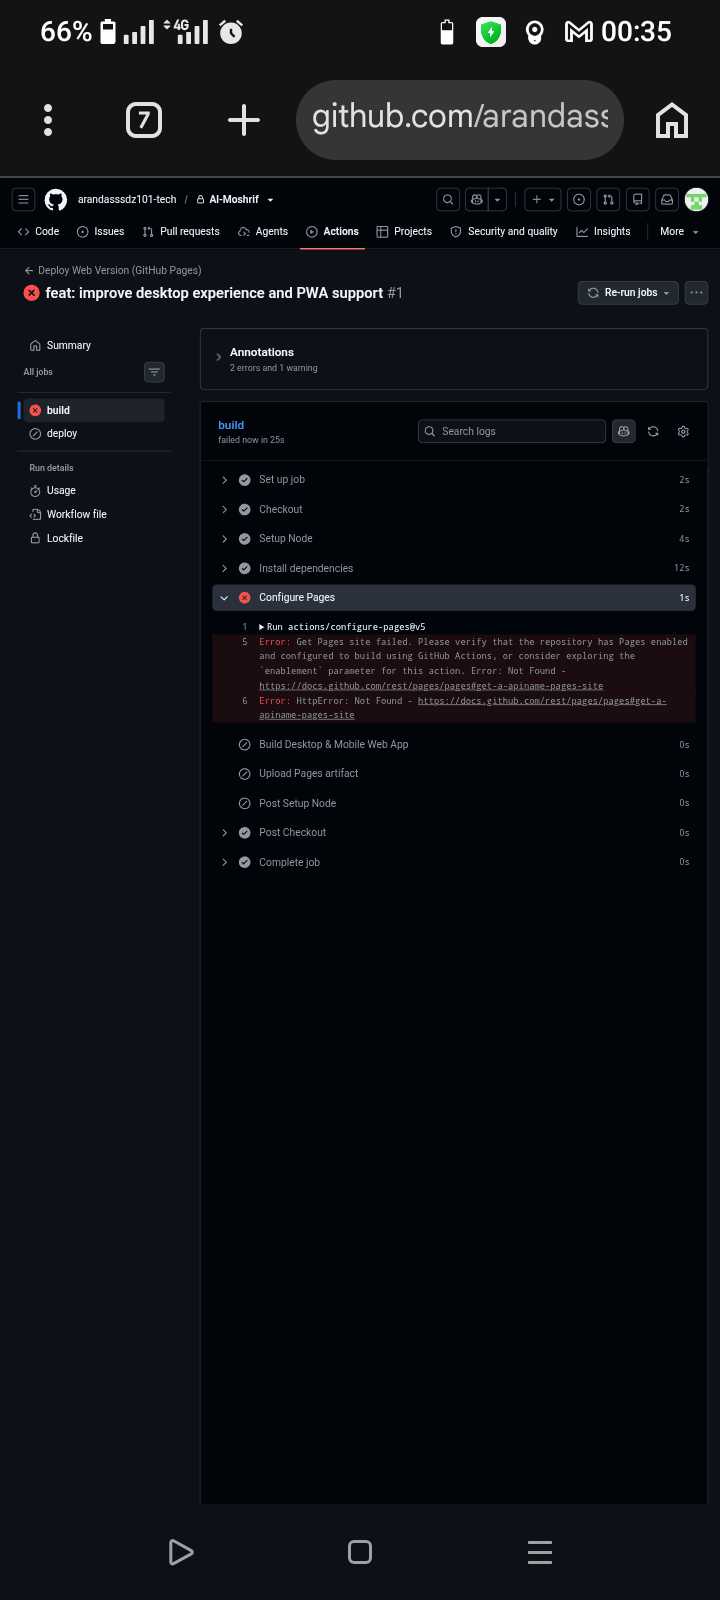 66% 4G 00:35
7 github.com/arandass
arandasssdz101-tech / Al-Moshrif
Code Issues Pull requests Agents Actions Projects Security and quality Insights More
Deploy Web Version (GitHub Pages)
feat: improve desktop experience and PWA support #1
Re-run jobs
Summary
All jobs
build
deploy
Run details
Usage
Workflow file
Lockfile
Annotations
2 errors and 1 warning
build
failed now in 25s
Search logs
Set up job 2s
Checkout 2s
Setup Node 4s
Install dependencies 12s
Configure Pages 1s
1 Run actions/configure-pages@v5
5 Error: Get Pages site failed. Please verify that the repository has Pages enabled
and configured to build using GitHub Actions, or consider exploring the
`enablement` parameter for this action. Error: Not Found -
https://docs.github.com/rest/pages/pages#get-a-apiname-pages-site
6 Error: HttpError: Not Found - https://docs.github.com/rest/pages/pages#get-a-
apiname-pages-site
Build Desktop & Mobile Web App 0s
Upload Pages artifact 0s
Post Setup Node 0s
Post Checkout 0s
Complete job 0s